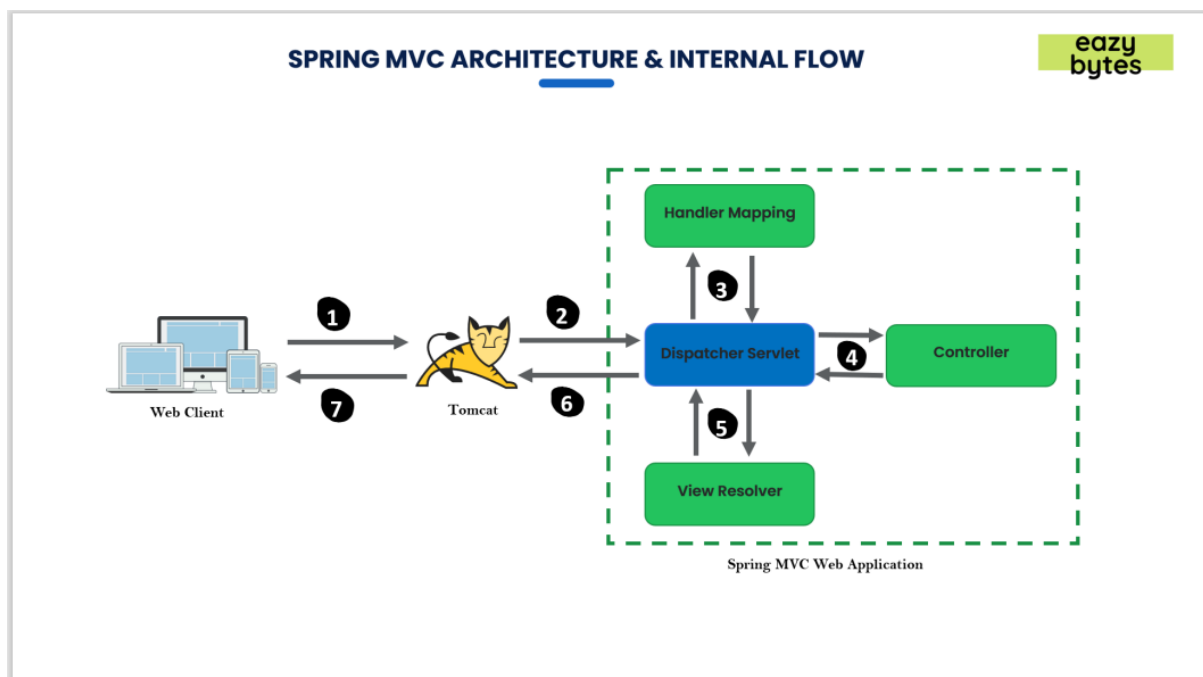 SPRING MVC ARCHITECTURE & INTERNAL FLOW
eazy
bytes
Handler Mapping
3
1
2
Dispatcher Servlet
4
Controller
7
6
5
Web Client
Tomcat
View Resolver
Spring MVC Web Application